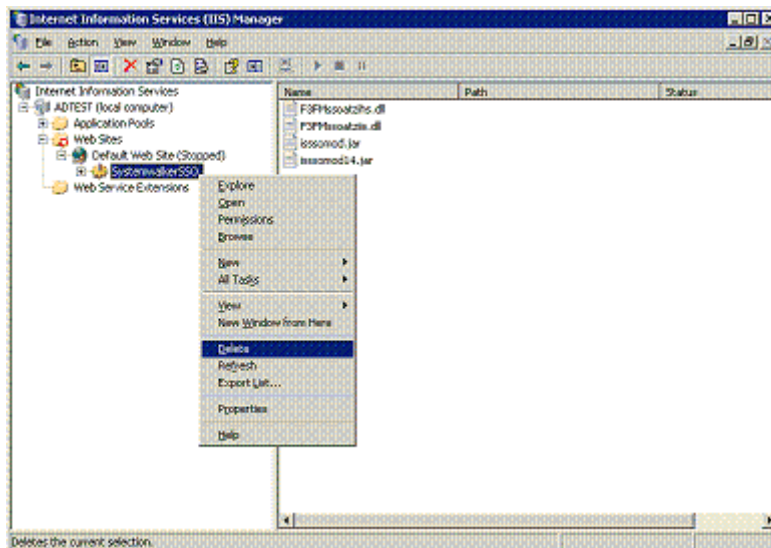 Internet Information Services (IIS) Manager
File Action View Window Help
Internet Information Services
ADTEST (local computer)
Application Pools
Web Sites
Default Web Site (Stopped)
SystemwalkerSSO
Web Service Extensions
Name Path Status
F3FMssoatzihs.dll
F3FMssoatziis.dll
isssomod.jar
isssomod14.jar
Explore
Open
Permissions
Browse
New
All Tasks
View
New Window from Here
Delete
Refresh
Export List...
Properties
Help
Deletes the current selection.